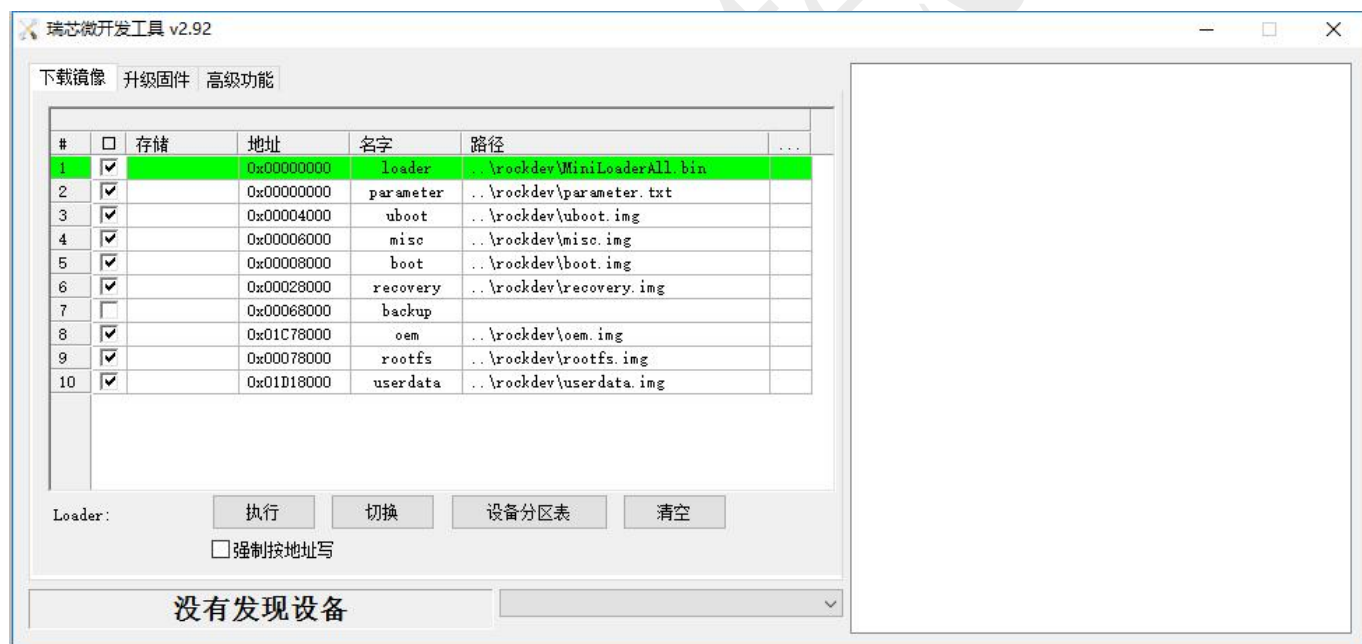 瑞芯微开发工具 v2.92
下载镜像 升级固件 高级功能
# 存储 地址 名字 路径 ...
1 0x00000000 loader ..\rockdev\MiniLoaderAll.bin
2 0x00000000 parameter ..\rockdev\parameter.txt
3 0x00004000 uboot ..\rockdev\uboot.img
4 0x00006000 misc ..\rockdev\misc.img
5 0x00008000 boot ..\rockdev\boot.img
6 0x00028000 recovery ..\rockdev\recovery.img
7 0x00068000 backup
8 0x01C78000 oem ..\rockdev\oem.img
9 0x00078000 rootfs ..\rockdev\rootfs.img
10 0x01D18000 userdata ..\rockdev\userdata.img
Loader: 执行 切换 设备分区表 清空
强制按地址写
没有发现设备